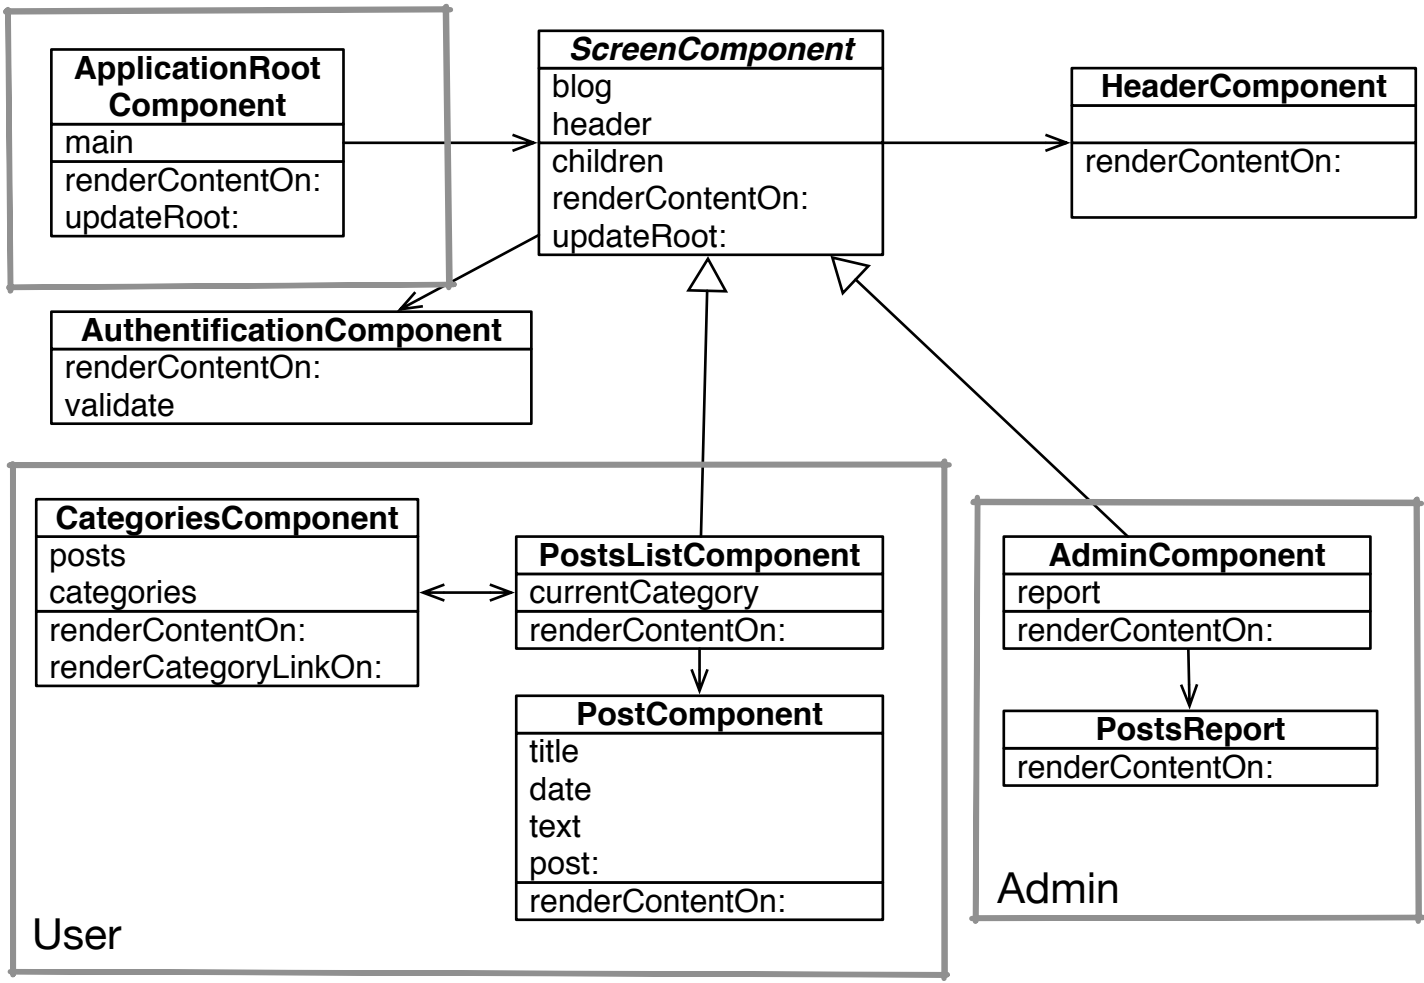 ApplicationRoot
Component
main
renderContentOn:
updateRoot:
ScreenComponent
blog
header
children
renderContentOn:
updateRoot:
HeaderComponent
renderContentOn:
AuthentificationComponent
renderContentOn:
validate
CategoriesComponent
posts
categories
renderContentOn:
renderCategoryLinkOn:
PostsListComponent
currentCategory
renderContentOn:
PostComponent
title
date
text
post:
renderContentOn:
User
AdminComponent
report
renderContentOn:
PostsReport
renderContentOn:
Admin